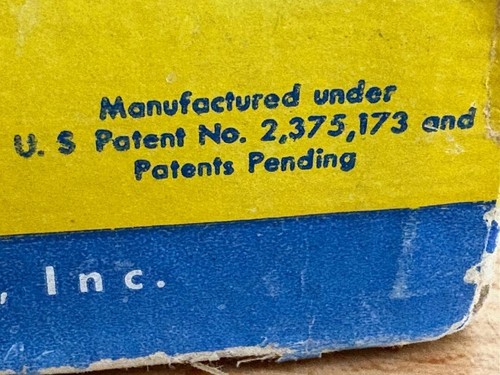 Manufactured under
U. S Patent No. 2,375,173 and
Patents Pending
, Inc.